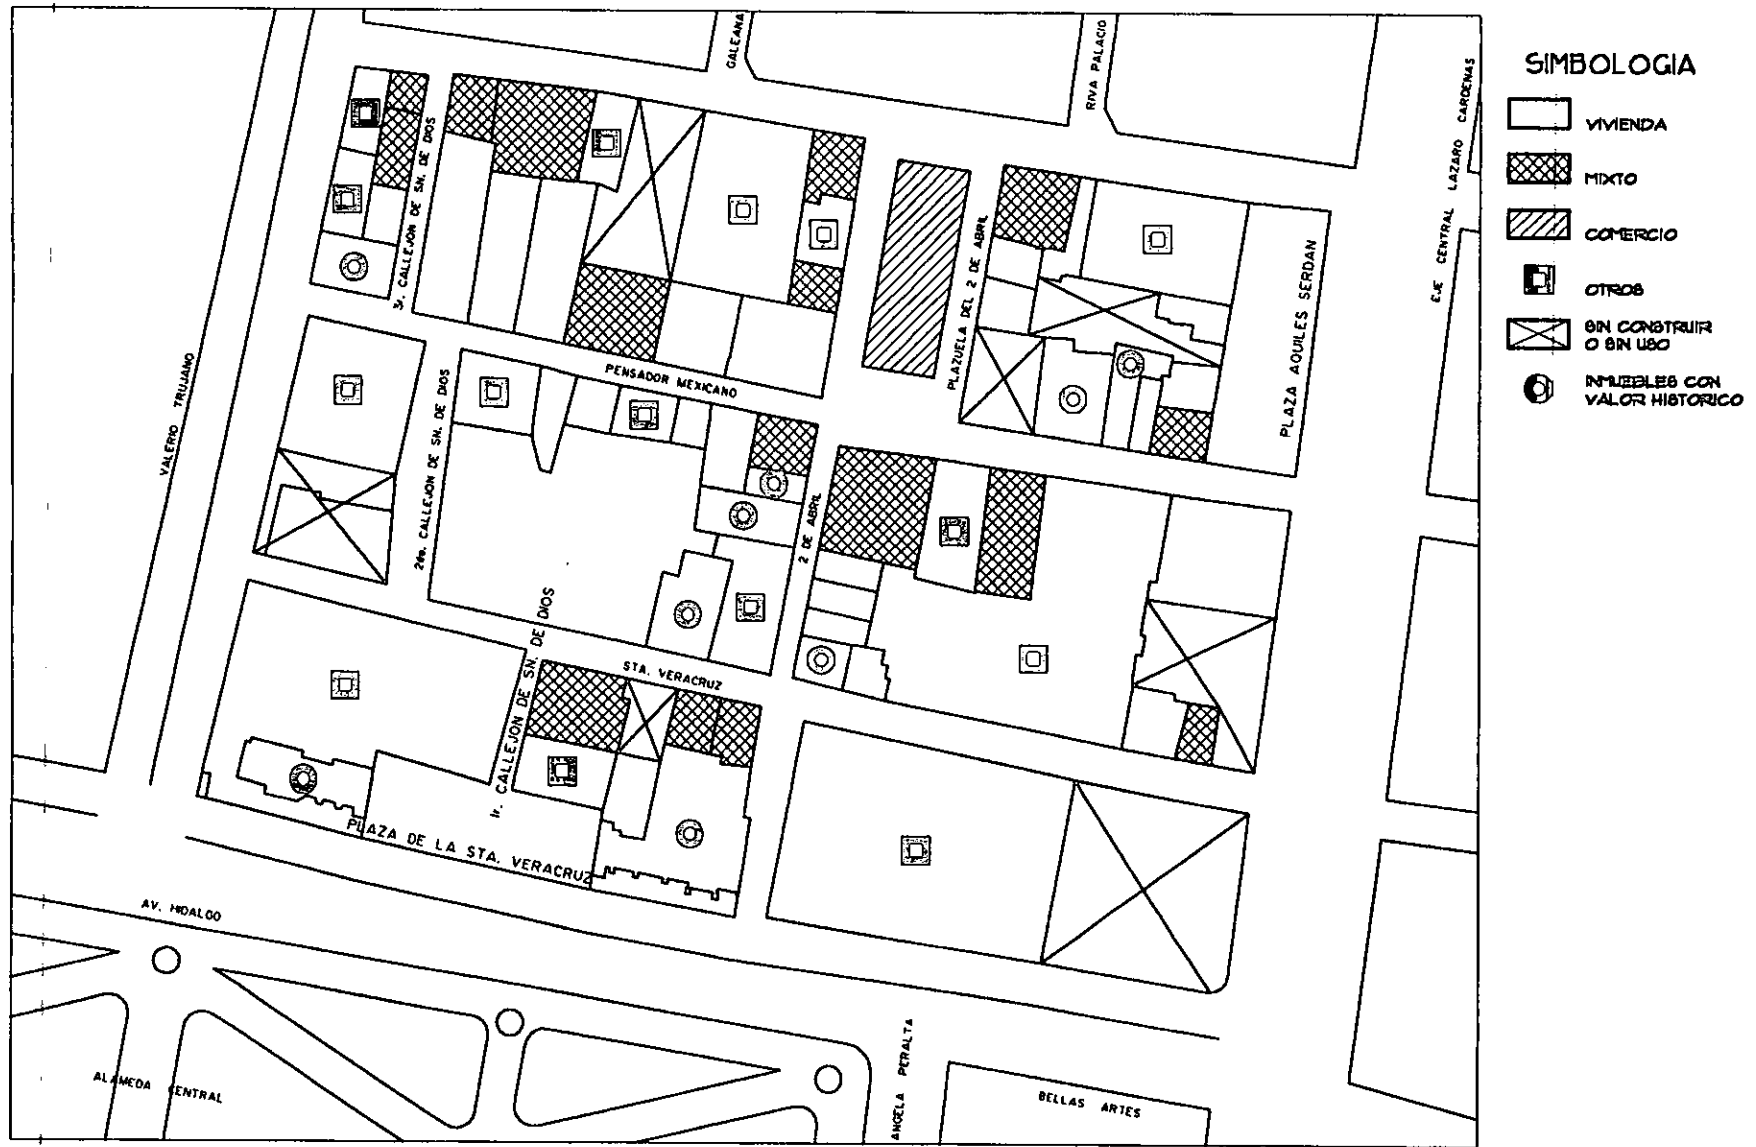 GALEANA
RIVA PALACIO
EJE CENTRAL LAZARO CARDENAS
3r. CALLEJON DE SN. DE DIOS
PLAZUELA DEL 2 DE ABRIL
PLAZA AQUILES SERDAN
VALERIO TRUJANO
PENSADOR MEXICANO
2do. CALLEJON DE SN. DE DIOS
2 DE ABRIL
1r. CALLEJON DE SN. DE DIOS
STA. VERACRUZ
PLAZA DE LA STA. VERACRUZ
AV. HIDALGO
ALAMEDA CENTRAL
ANGELA PERALTA
BELLAS ARTES
SIMBOLOGIA
VIVIENDA
MIXTO
COMERCIO
OTROS
SIN CONSTRUIR
O SIN USO
INMUEBLES CON
VALOR HISTORICO